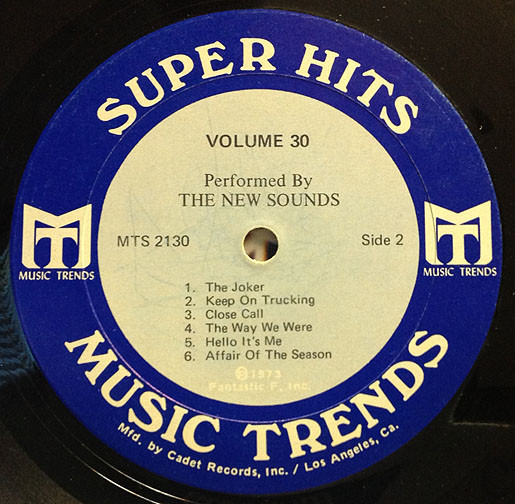 SUPER HITS
VOLUME 30
Performed By
THE NEW SOUNDS
MTS 2130
Side 2
MT
MUSIC TRENDS
MT
MUSIC TRENDS
1. The Joker
2. Keep On Trucking
3. Close Call
4. The Way We Were
5. Hello It's Me
6. Affair Of The Season
℗1973
Fantastic F, Inc.
MUSIC TRENDS
Mfd. by Cadet Records, Inc. / Los Angeles, Ca.